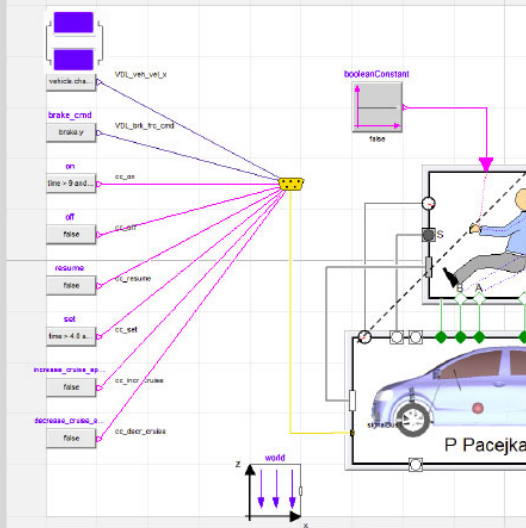 vehicle.cha...
VDL_veh_vel_x
brake_cmd
brake.y
VDL_brk_frc_cmd
booleanConstant
false
on
time > 9 and...
cc_on
off
false
cc_off
resume
false
cc_resume
set
time > 4.0 a...
cc_set
increase_cruise_sp...
false
cc_incr_cruise
decrease_cruise_s...
false
cc_decr_cruise
S
B A
signalBus
P Pacejka
world
z
x